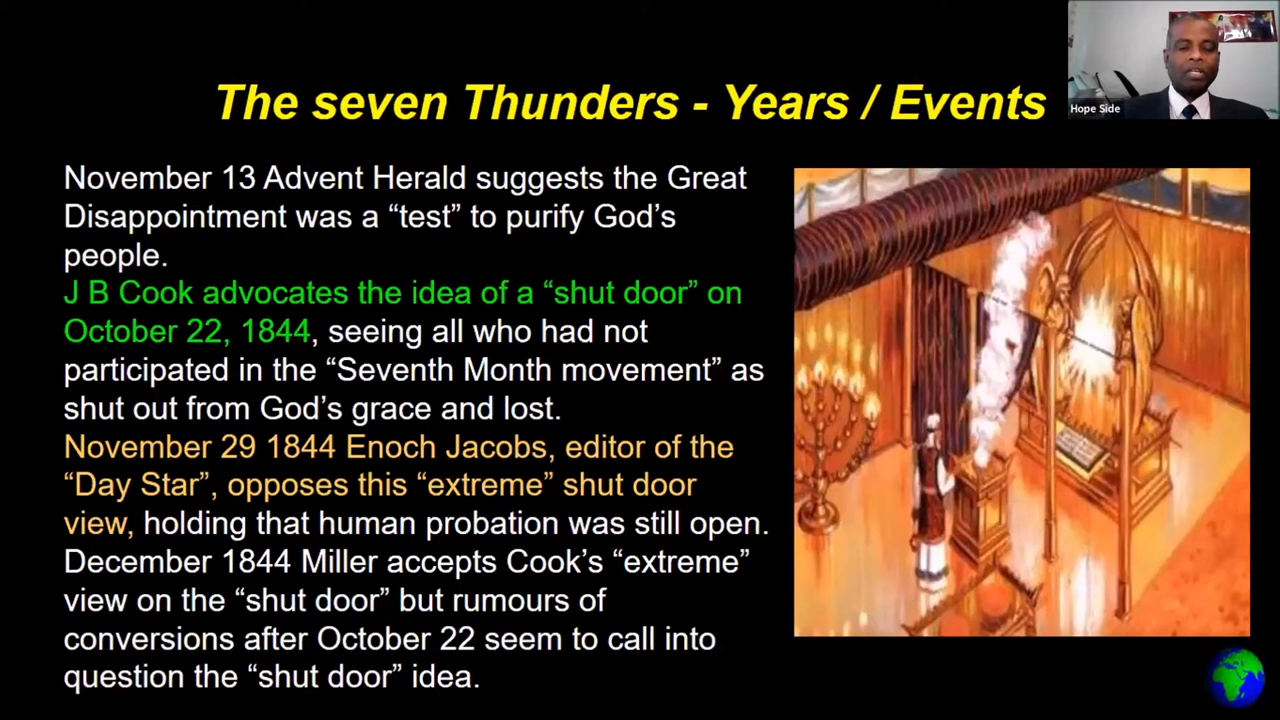 The seven Thunders - Years / Events
Hope Side
November 13 Advent Herald suggests the Great
Disappointment was a “test” to purify God’s
people.
J B Cook advocates the idea of a “shut door” on
October 22, 1844, seeing all who had not
participated in the “Seventh Month movement” as
shut out from God’s grace and lost.
November 29 1844 Enoch Jacobs, editor of the
“Day Star”, opposes this “extreme” shut door
view, holding that human probation was still open.
December 1844 Miller accepts Cook’s “extreme”
view on the “shut door” but rumours of
conversions after October 22 seem to call into
question the “shut door” idea.